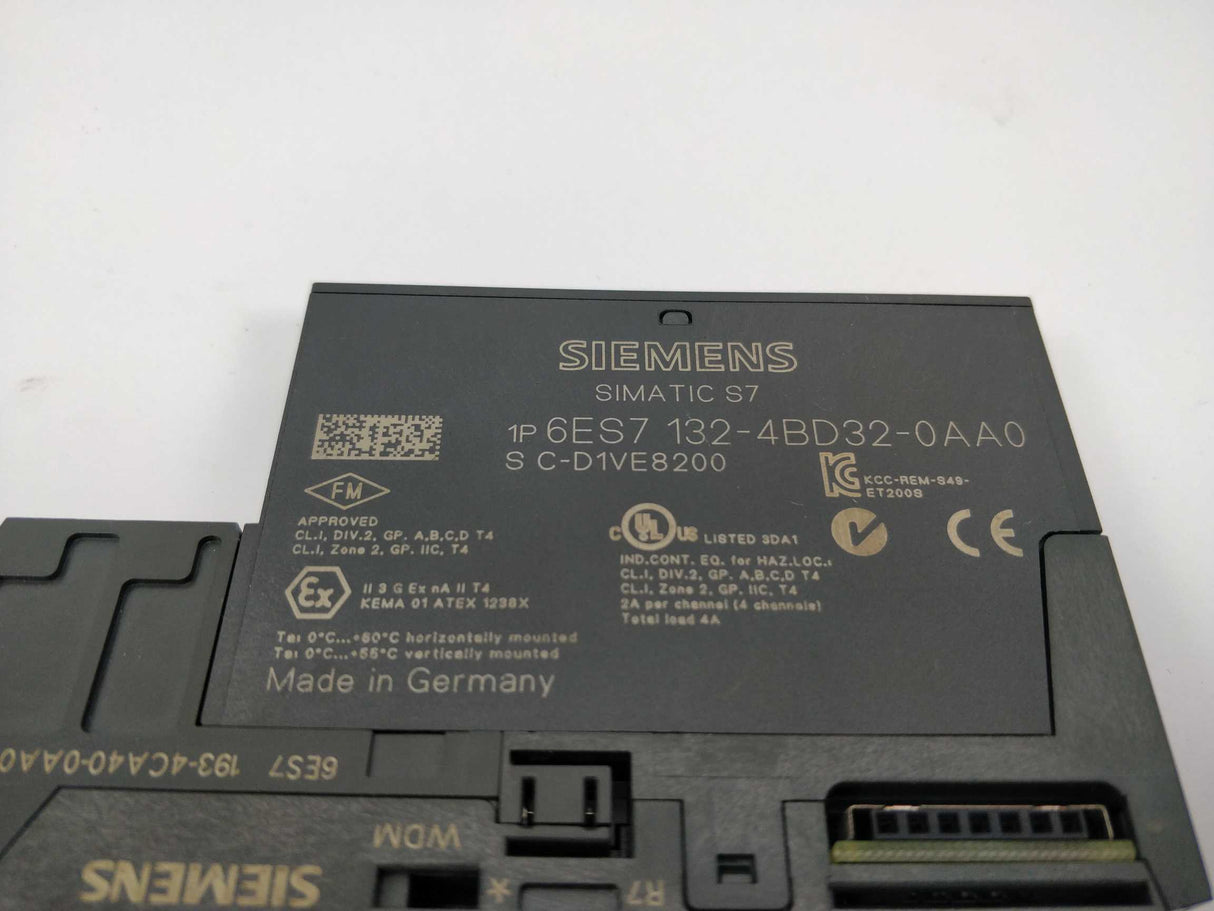 SIEMENS
SIMATIC S7
1P 6ES7 132-4BD32-0AA0
S C-D1VE8200
KCC-REM-S49-
ET200S
FM
APPROVED
CL.I, DIV.2, GP. A,B,C,D T4
CL.I, Zone 2, GP. IIC, T4
C UL US LISTED 3DA1
IND.CONT. EQ. for HAZ.LOC.:
CL.I, DIV.2, GP. A,B,C,D T4
CL.I, Zone 2, GP. IIC, T4
2A per channel (4 channels)
Total load 4A
CE
Ex
II 3 G Ex nA II T4
KEMA 01 ATEX 1238X
Ta: 0°C...+60°C horizontally mounted
Ta: 0°C...+55°C vertically mounted
Made in Germany
6ES7 193-4CA40-0AA0
WDM
SIEMENS
R7